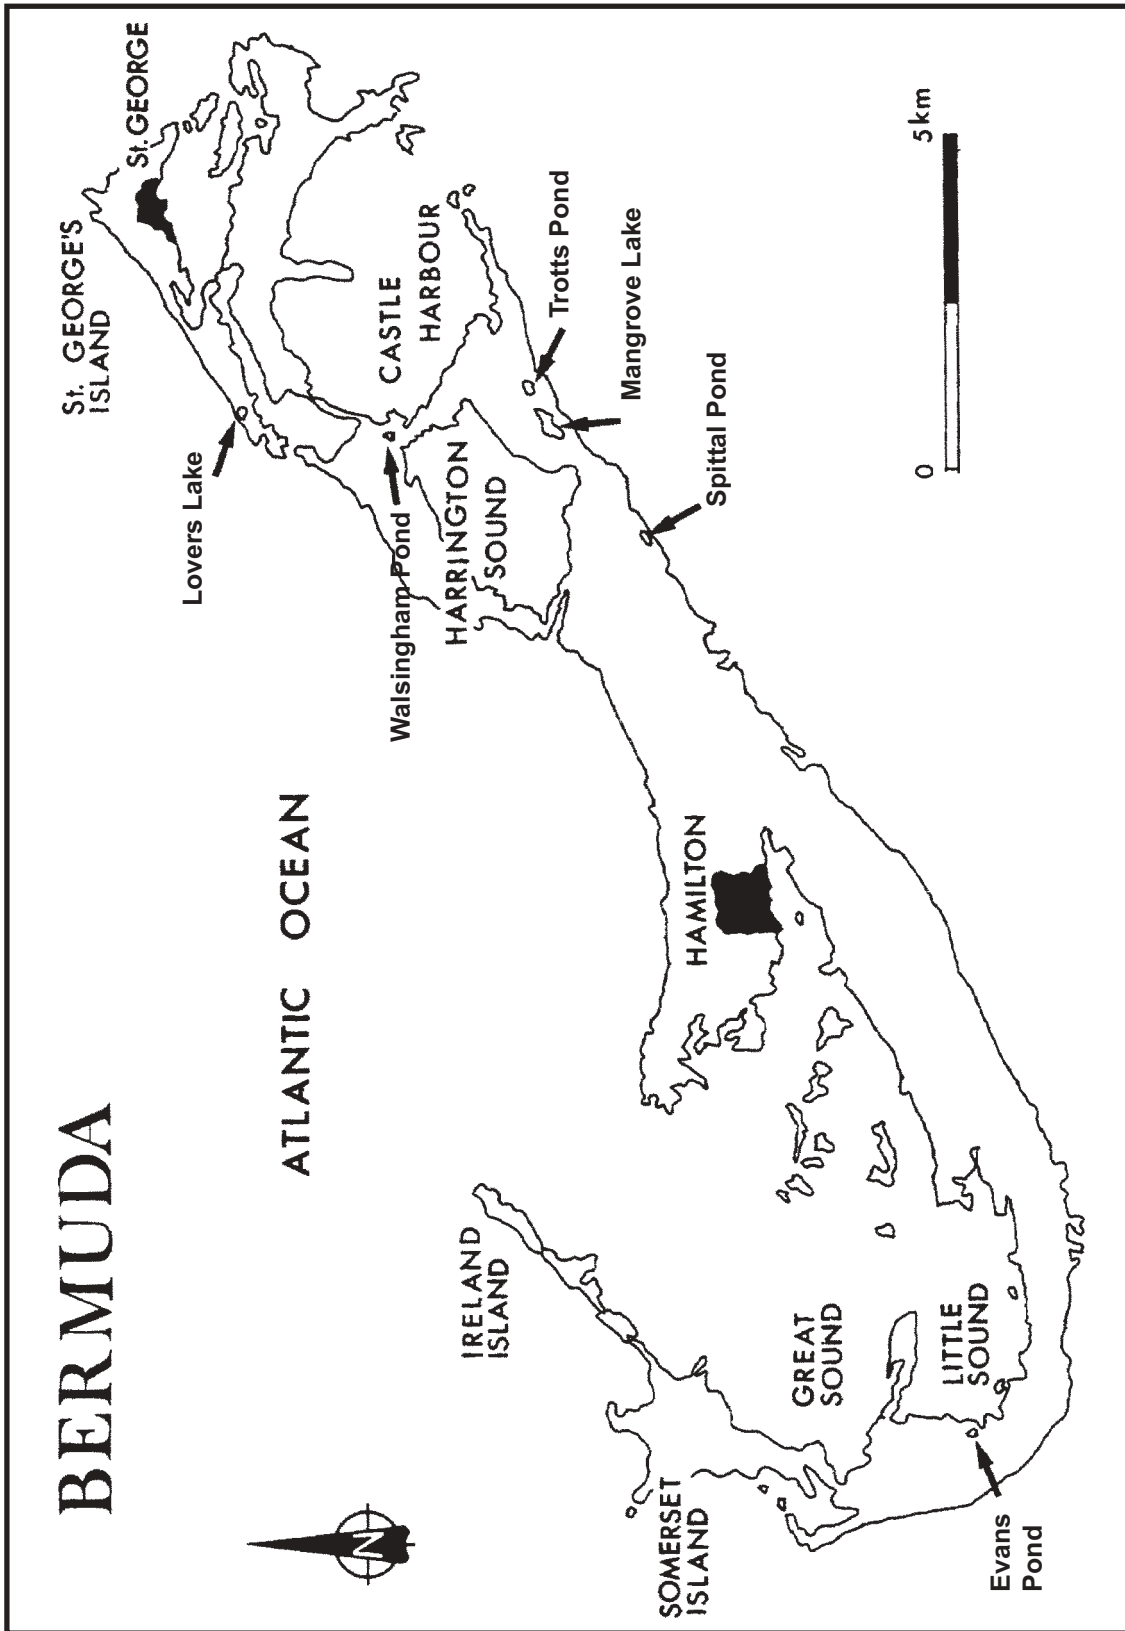 BERMUDA
N
ATLANTIC OCEAN
St. GEORGE'S
ISLAND
St. GEORGE
Lovers Lake
Walsingham Pond
CASTLE
HARBOUR
HARRINGTON
SOUND
Trotts Pond
Mangrove Lake
Spittal Pond
HAMILTON
IRELAND
ISLAND
GREAT
SOUND
LITTLE
SOUND
SOMERSET
ISLAND
Evans
Pond
0 5 km